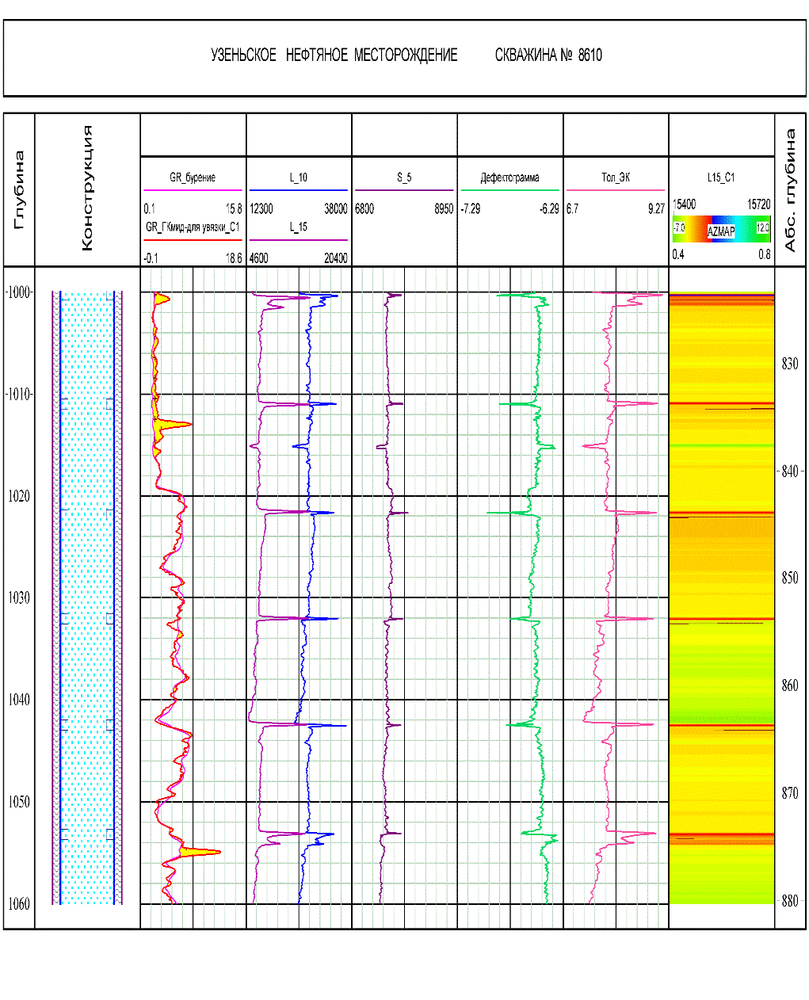 УЗЕНЬСКОЕ НЕФТЯНОЕ МЕСТОРОЖДЕНИЕ СКВАЖИНА № 8610
Глубина
Конструкция
GR_бурение
0.1 15.8
GR_ГКмид-для увязки_С1
-0.1 18.6
L_10
12300 38000
L_15
4600 20400
S_5
6800 8950
Дефектограмма
-7.29 -6.29
Тол_ЭК
6.7 9.27
L15_C1
15400 15720
-7.0 AZMAP 12.0
0.4 0.8
Абс. глубина
-1000-
-1010-
1020
1030
1040
1050
1060
830
840
850
860
870
880